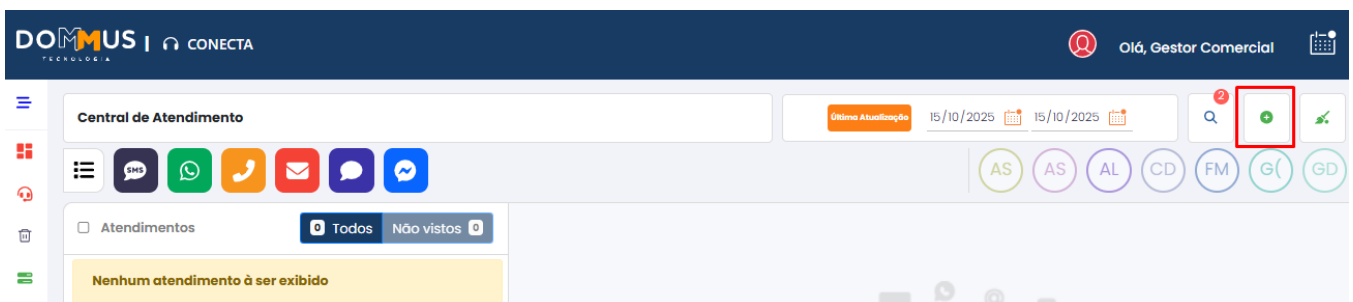 DOMMUS | CONECTA
TECNOLOGIA
Olá, Gestor Comercial
Central de Atendimento
Última Atualização 15/10/2025 15/10/2025 2
SMS
AS AS AL CD FM G( GD
Atendimentos 0 Todos Não vistos 0
Nenhum atendimento à ser exibido